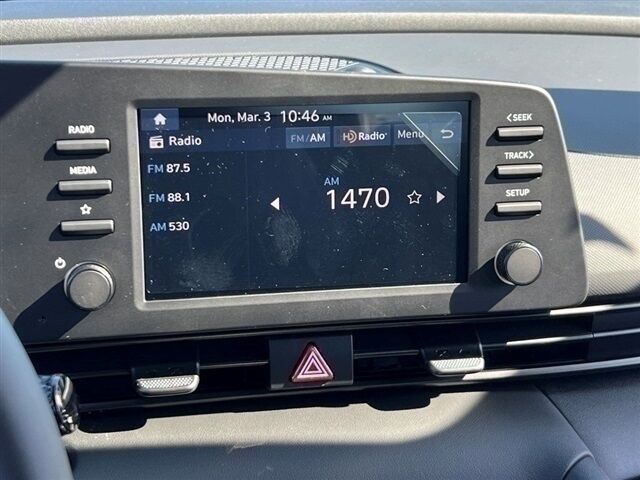 Mon, Mar. 3 10:46 AM
Radio FM/AM HD Radio Menu
FM 87.5
FM 88.1
AM 530
AM
1470
RADIO
MEDIA
<SEEK
TRACK>
SETUP